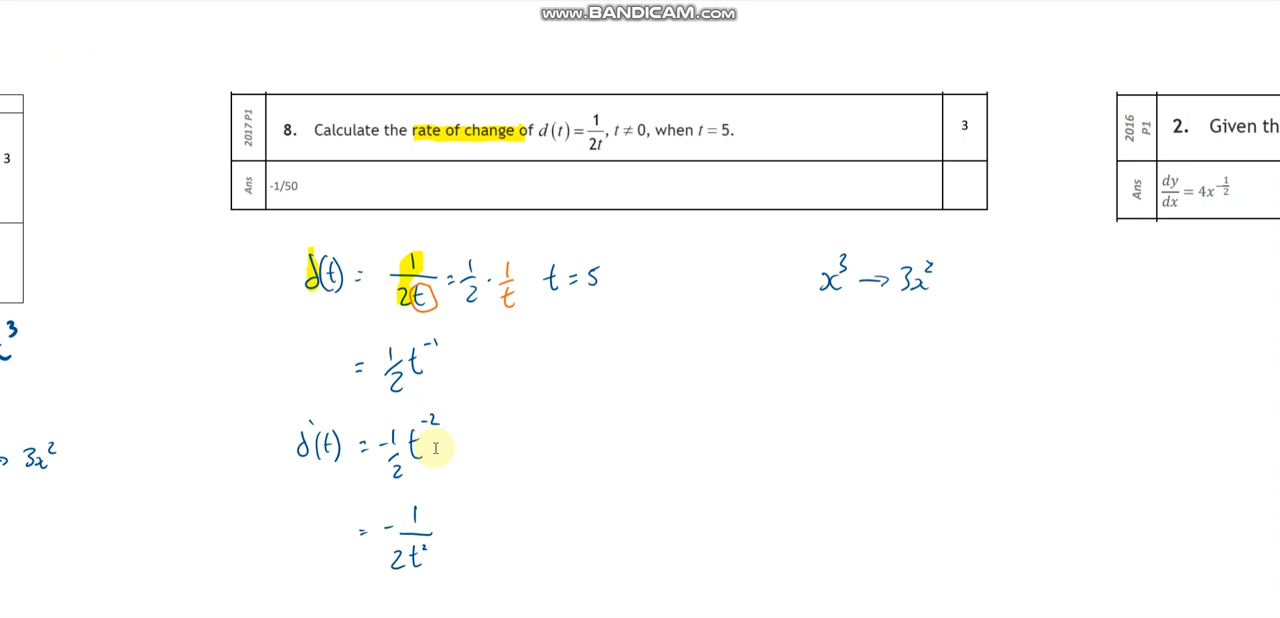 www.BANDICAM.com
3
2017 P1
8. Calculate the rate of change of d(t) = 1/2t, t ≠ 0, when t = 5.
3
Ans
-1/50
2016 P1
2. Given th
Ans
dy/dx = 4x^-1/2
d(t) = 1/2t = 1/2 · 1/t t = 5
x³ → 3x²
= 1/2 t⁻¹
d'(t) = -1/2 t⁻²
= - 1/2t²
3
3x²